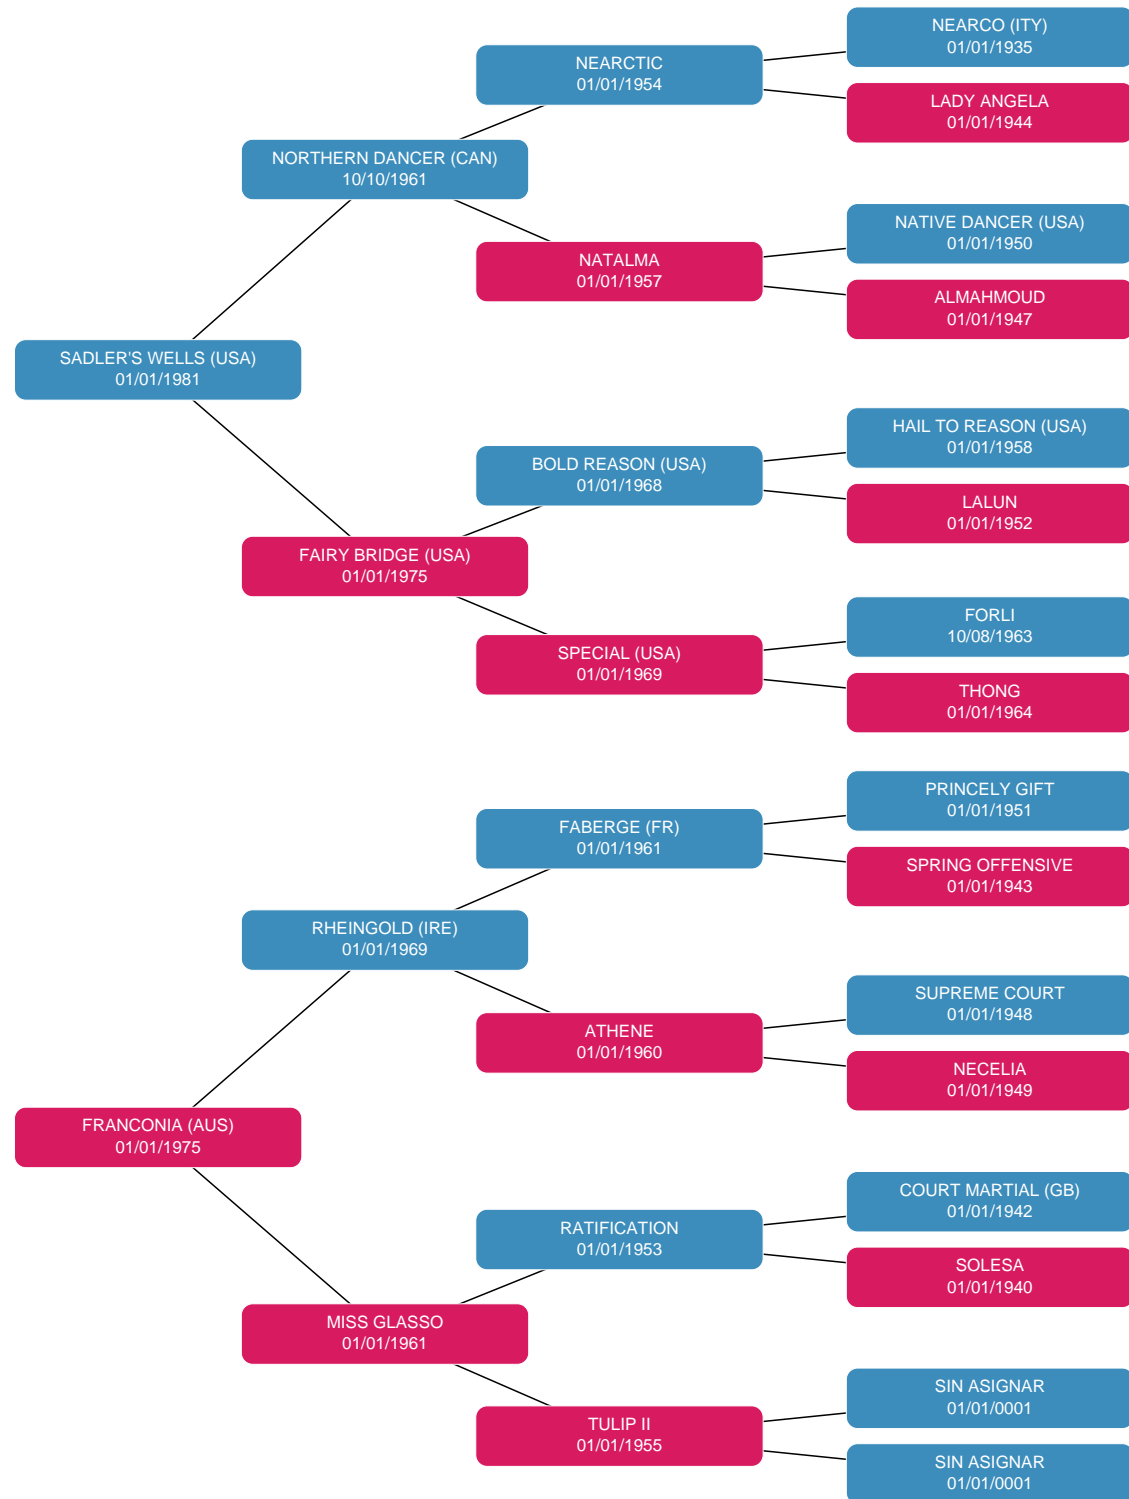 NEARCO (ITY)
01/01/1935
NEARCTIC
01/01/1954
LADY ANGELA
01/01/1944
NORTHERN DANCER (CAN)
10/10/1961
NATIVE DANCER (USA)
01/01/1950
NATALMA
01/01/1957
ALMAHMOUD
01/01/1947
SADLER'S WELLS (USA)
01/01/1981
HAIL TO REASON (USA)
01/01/1958
BOLD REASON (USA)
01/01/1968
LALUN
01/01/1952
FAIRY BRIDGE (USA)
01/01/1975
FORLI
10/08/1963
SPECIAL (USA)
01/01/1969
THONG
01/01/1964
PRINCELY GIFT
01/01/1951
FABERGE (FR)
01/01/1961
SPRING OFFENSIVE
01/01/1943
RHEINGOLD (IRE)
01/01/1969
SUPREME COURT
01/01/1948
ATHENE
01/01/1960
NECELIA
01/01/1949
FRANCONIA (AUS)
01/01/1975
COURT MARTIAL (GB)
01/01/1942
RATIFICATION
01/01/1953
SOLESA
01/01/1940
MISS GLASSO
01/01/1961
SIN ASIGNAR
01/01/0001
TULIP II
01/01/1955
SIN ASIGNAR
01/01/0001